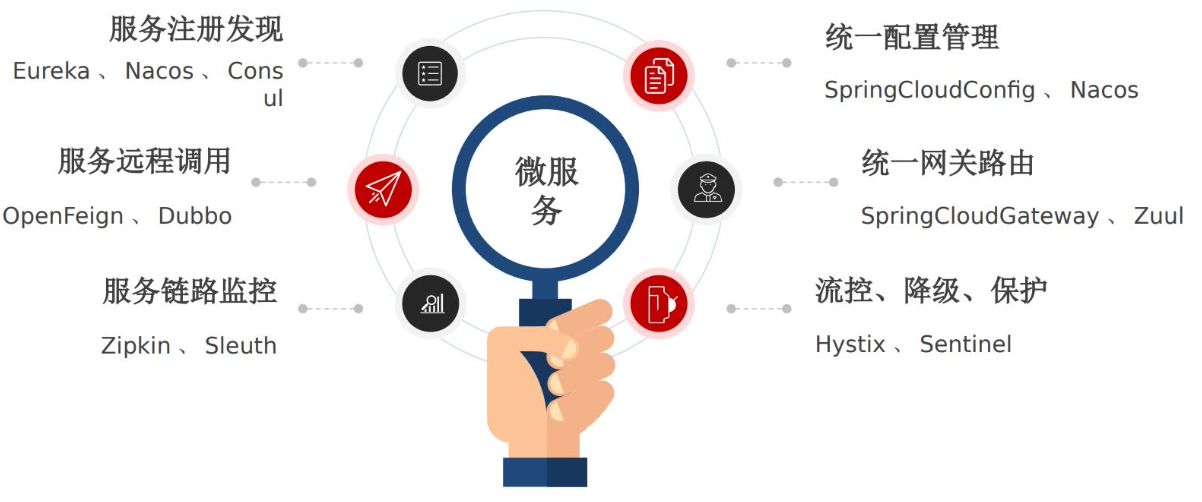 服务注册发现
Eureka 、 Nacos 、 Cons
ul
服务远程调用
OpenFeign 、 Dubbo
服务链路监控
Zipkin 、 Sleuth
微服
务
统一配置管理
SpringCloudConfig 、 Nacos
统一网关路由
SpringCloudGateway 、 Zuul
流控、降级、保护
Hystix 、 Sentinel